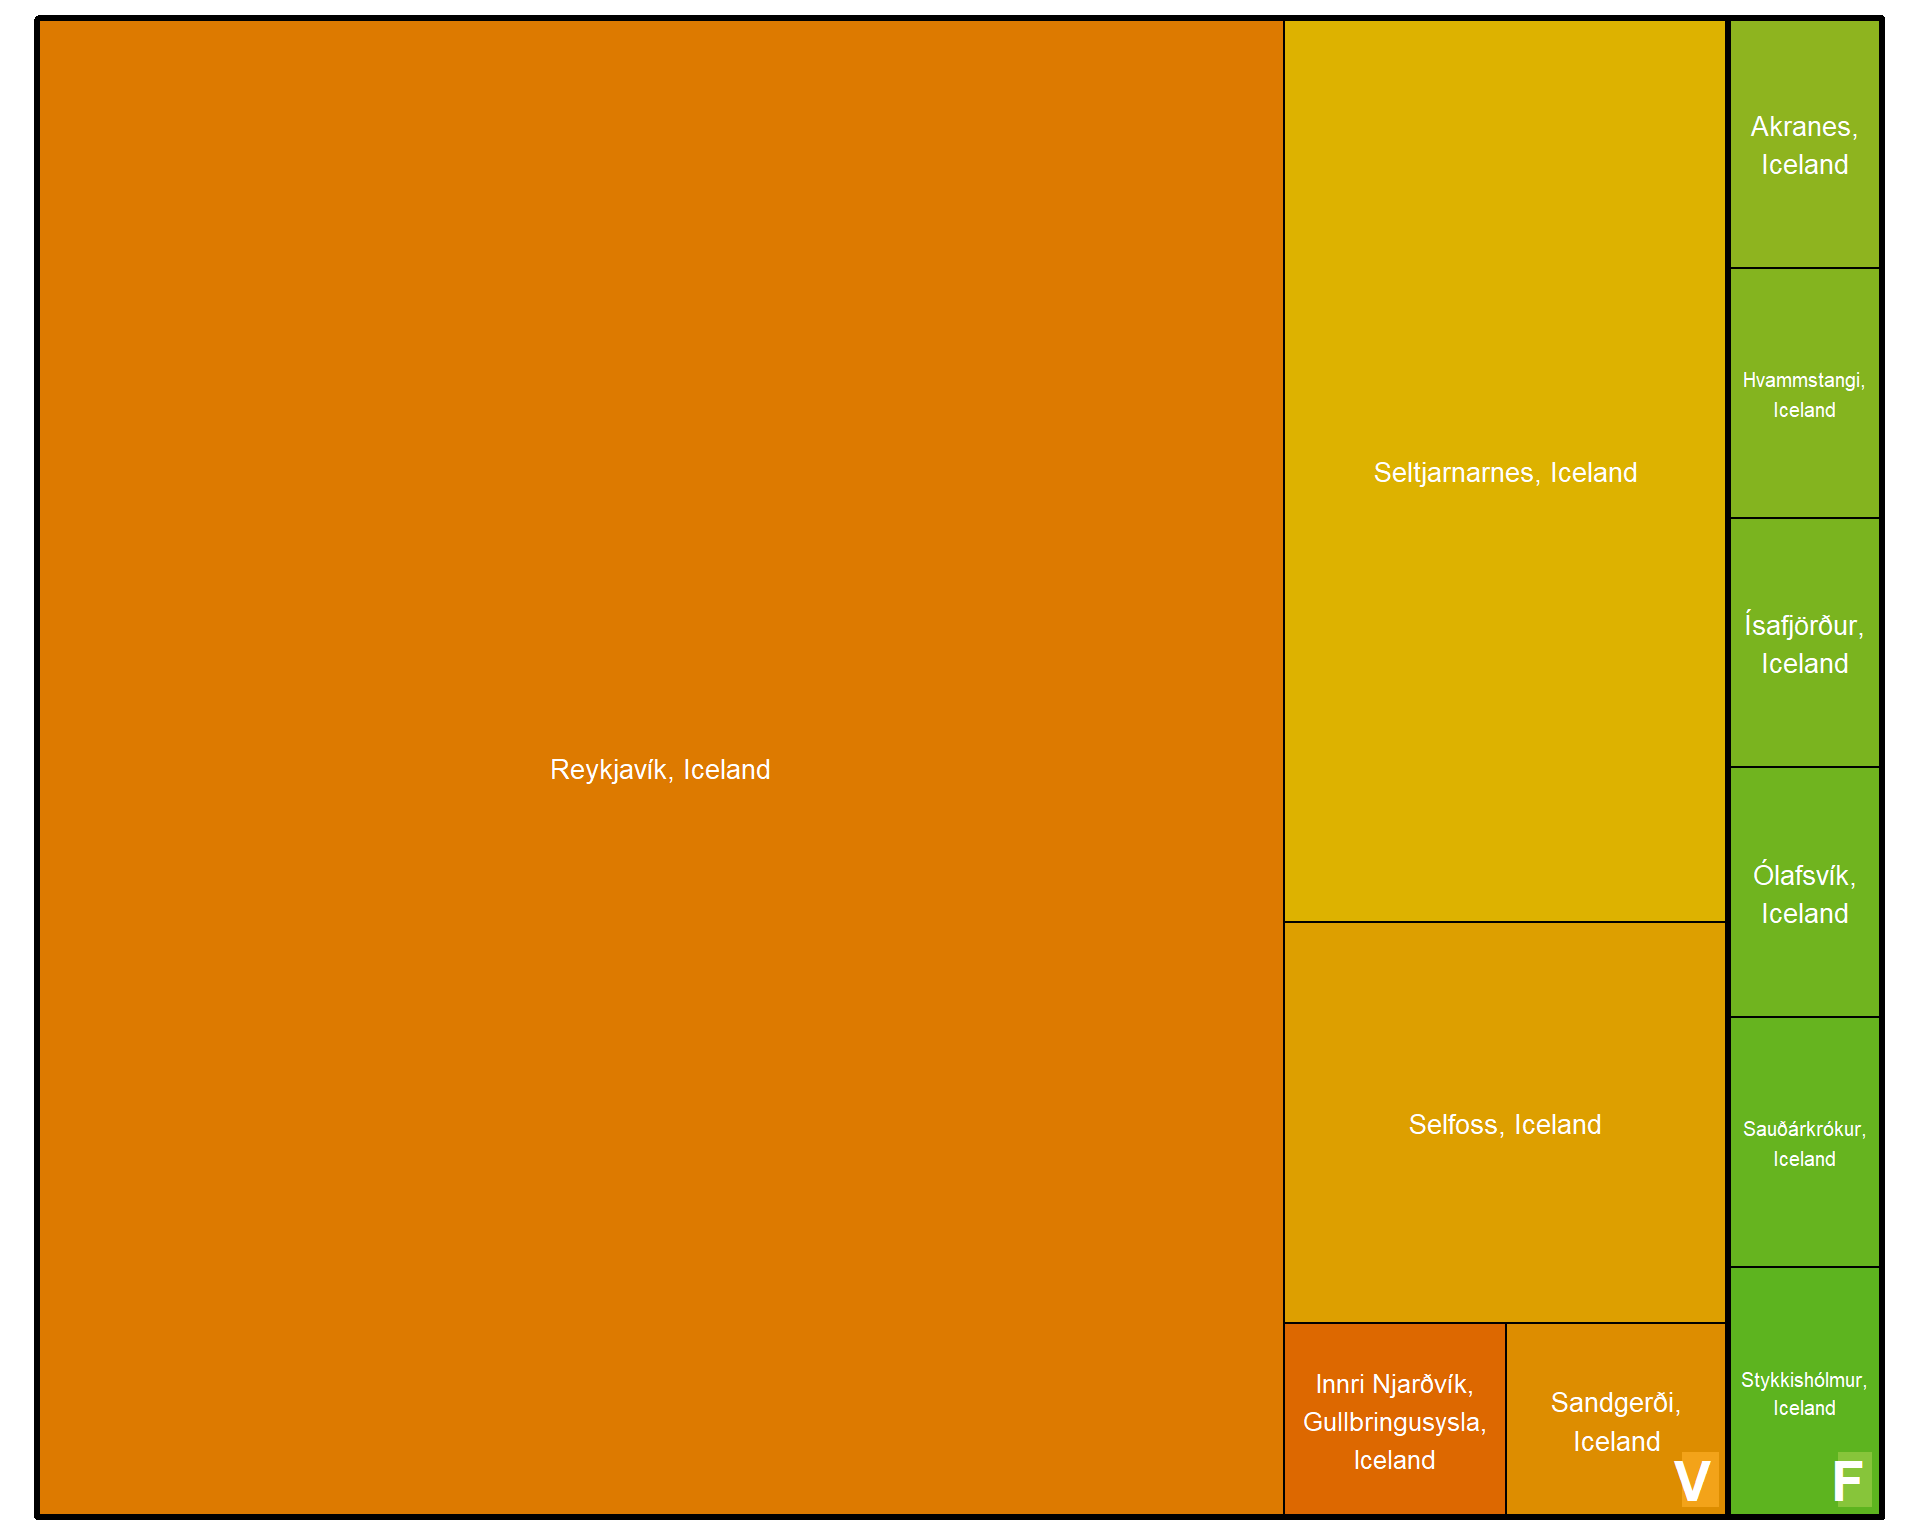 Reykjavík, Iceland
Seltjarnarnes, Iceland
Selfoss, Iceland
Innri Njarðvík,
Gullbringusysla,
Iceland
Sandgerði,
Iceland
V
Akranes,
Iceland
Hvammstangi,
Iceland
Ísafjörður,
Iceland
Ólafsvík,
Iceland
Sauðárkrókur,
Iceland
Stykkishólmur,
Iceland
F